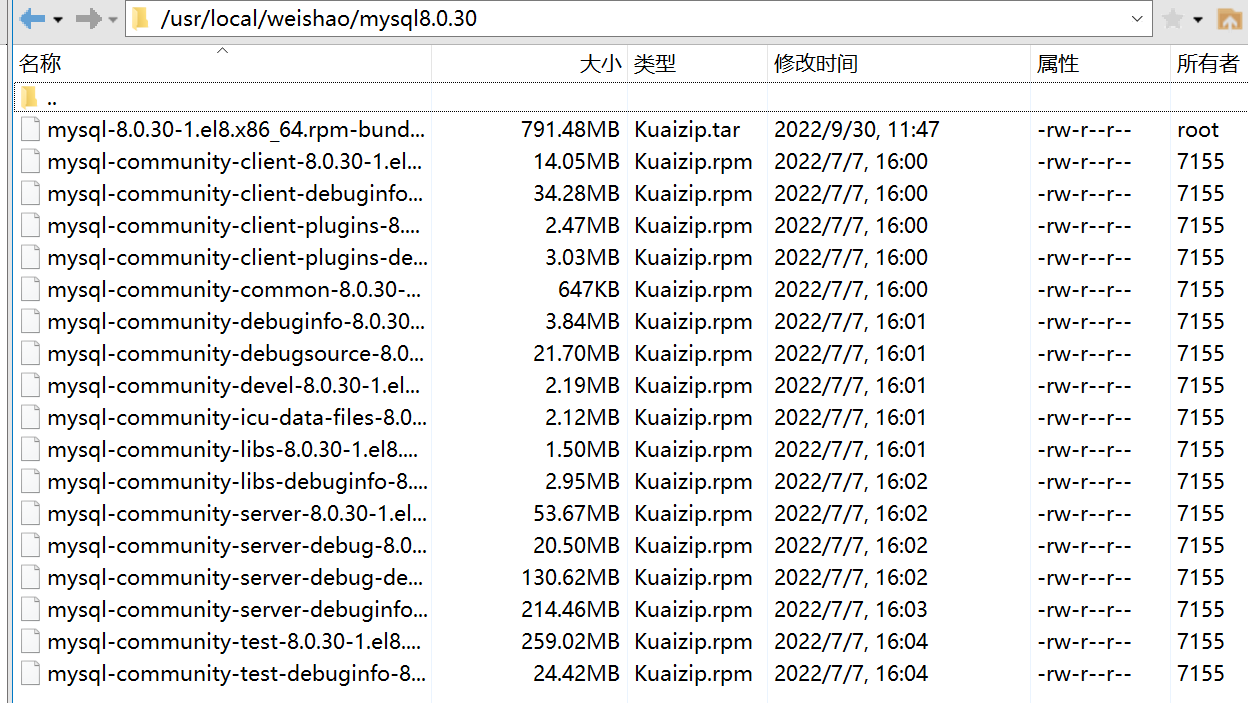 /usr/local/weishao/mysql8.0.30
名称 大小 类型 修改时间 属性 所有者
..
mysql-8.0.30-1.el8.x86_64.rpm-bund... 791.48MB Kuaizip.tar 2022/9/30, 11:47 -rw-r--r-- root
mysql-community-client-8.0.30-1.el... 14.05MB Kuaizip.rpm 2022/7/7, 16:00 -rw-r--r-- 7155
mysql-community-client-debuginfo... 34.28MB Kuaizip.rpm 2022/7/7, 16:00 -rw-r--r-- 7155
mysql-community-client-plugins-8.... 2.47MB Kuaizip.rpm 2022/7/7, 16:00 -rw-r--r-- 7155
mysql-community-client-plugins-de... 3.03MB Kuaizip.rpm 2022/7/7, 16:00 -rw-r--r-- 7155
mysql-community-common-8.0.30-... 647KB Kuaizip.rpm 2022/7/7, 16:00 -rw-r--r-- 7155
mysql-community-debuginfo-8.0.30... 3.84MB Kuaizip.rpm 2022/7/7, 16:01 -rw-r--r-- 7155
mysql-community-debugsource-8.0... 21.70MB Kuaizip.rpm 2022/7/7, 16:01 -rw-r--r-- 7155
mysql-community-devel-8.0.30-1.el... 2.19MB Kuaizip.rpm 2022/7/7, 16:01 -rw-r--r-- 7155
mysql-community-icu-data-files-8.0... 2.12MB Kuaizip.rpm 2022/7/7, 16:01 -rw-r--r-- 7155
mysql-community-libs-8.0.30-1.el8.... 1.50MB Kuaizip.rpm 2022/7/7, 16:01 -rw-r--r-- 7155
mysql-community-libs-debuginfo-8.... 2.95MB Kuaizip.rpm 2022/7/7, 16:02 -rw-r--r-- 7155
mysql-community-server-8.0.30-1.el... 53.67MB Kuaizip.rpm 2022/7/7, 16:02 -rw-r--r-- 7155
mysql-community-server-debug-8.0... 20.50MB Kuaizip.rpm 2022/7/7, 16:02 -rw-r--r-- 7155
mysql-community-server-debug-de... 130.62MB Kuaizip.rpm 2022/7/7, 16:02 -rw-r--r-- 7155
mysql-community-server-debuginfo... 214.46MB Kuaizip.rpm 2022/7/7, 16:03 -rw-r--r-- 7155
mysql-community-test-8.0.30-1.el8.... 259.02MB Kuaizip.rpm 2022/7/7, 16:04 -rw-r--r-- 7155
mysql-community-test-debuginfo-8... 24.42MB Kuaizip.rpm 2022/7/7, 16:04 -rw-r--r-- 7155